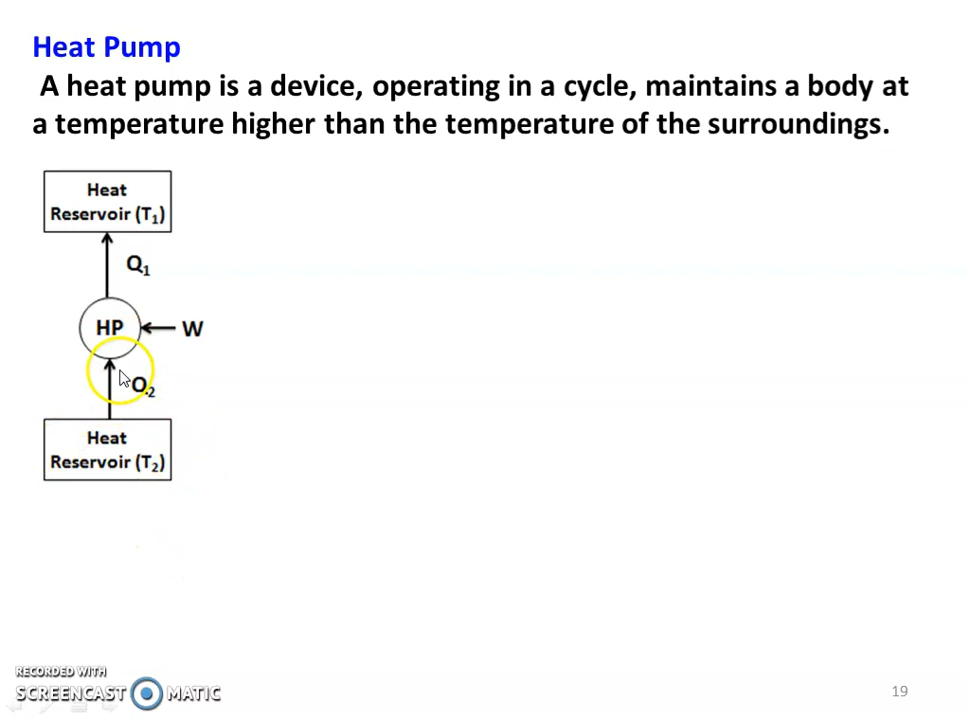 Heat Pump
A heat pump is a device, operating in a cycle, maintains a body at
a temperature higher than the temperature of the surroundings.
Heat
Reservoir (T₁)
Q₁
HP
W
Q₂
Heat
Reservoir (T₂)
RECORDED WITH
SCREENCAST MATIC
19